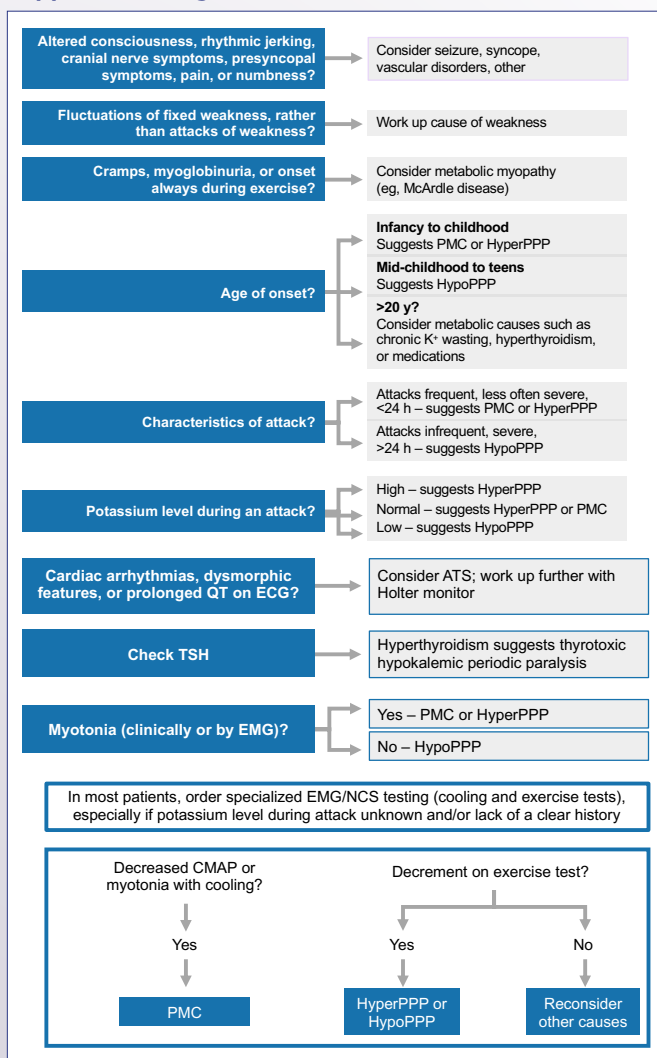 Altered consciousness, rhythmic jerking,
cranial nerve symptoms, presyncopal
symptoms, pain, or numbness?
Consider seizure, syncope,
vascular disorders, other
Fluctuations of fixed weakness, rather
than attacks of weakness?
Work up cause of weakness
Cramps, myoglobinuria, or onset
always during exercise?
Consider metabolic myopathy
(eg, McArdle disease)
Age of onset?
Infancy to childhood
Suggests PMC or HyperPPP
Mid-childhood to teens
Suggests HypoPPP
>20 y?
Consider metabolic causes such as
chronic K⁺ wasting, hyperthyroidism,
or medications
Characteristics of attack?
Attacks frequent, less often severe,
<24 h – suggests PMC or HyperPPP
Attacks infrequent, severe,
>24 h – suggests HypoPPP
Potassium level during an attack?
High – suggests HyperPPP
Normal – suggests HyperPPP or PMC
Low – suggests HypoPPP
Cardiac arrhythmias, dysmorphic
features, or prolonged QT on ECG?
Consider ATS; work up further with
Holter monitor
Check TSH
Hyperthyroidism suggests thyrotoxic
hypokalemic periodic paralysis
Myotonia (clinically or by EMG)?
Yes – PMC or HyperPPP
No – HypoPPP
In most patients, order specialized EMG/NCS testing (cooling and exercise tests),
especially if potassium level during attack unknown and/or lack of a clear history
Decreased CMAP or
myotonia with cooling?
Yes
PMC
Decrement on exercise test?
Yes
No
HyperPPP or
HypoPPP
Reconsider
other causes